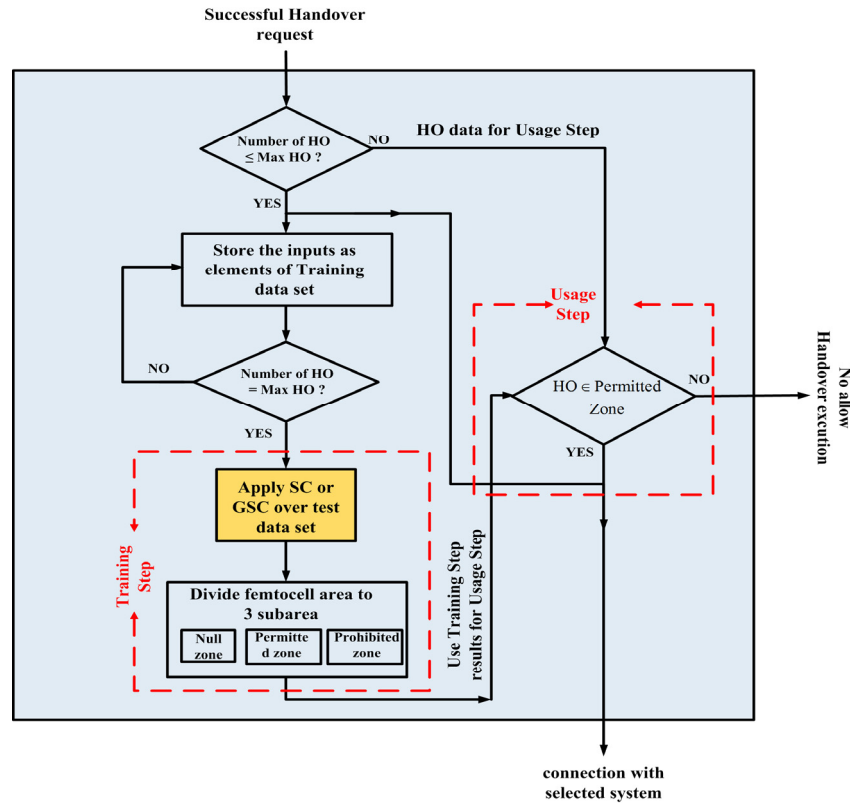 Successful Handover
request
Number of HO
≤ Max HO ?
NO
HO data for Usage Step
YES
Store the inputs as
elements of Training
data set
Usage
Step
NO
Number of HO
= Max HO ?
HO ∈ Permitted
Zone
NO
No allow
Handover excution
YES
YES
Apply SC or
GSC over test
data set
Training
Step
Divide femtocell area to
3 subarea
Null
zone
Permitte
d zone
Prohibited
zone
Use Training Step
results for Usage Step
connection with
selected system